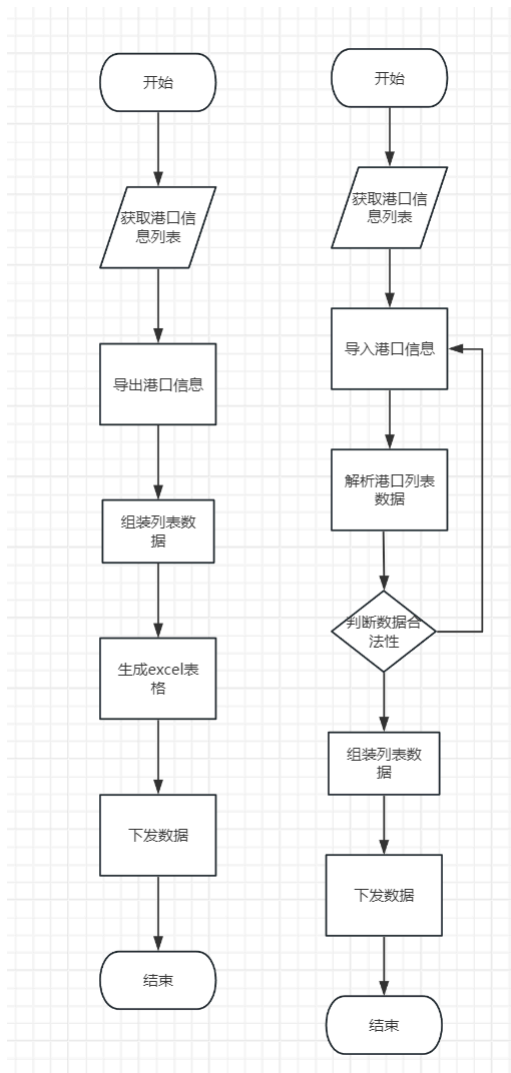 开始
获取港口信
息列表
导出港口信息
组装列表数
据
生成excel表
格
下发数据
结束
开始
获取港口信
息列表
导入港口信息
解析港口列表
数据
判断数据合
法性
组装列表数
据
下发数据
结束